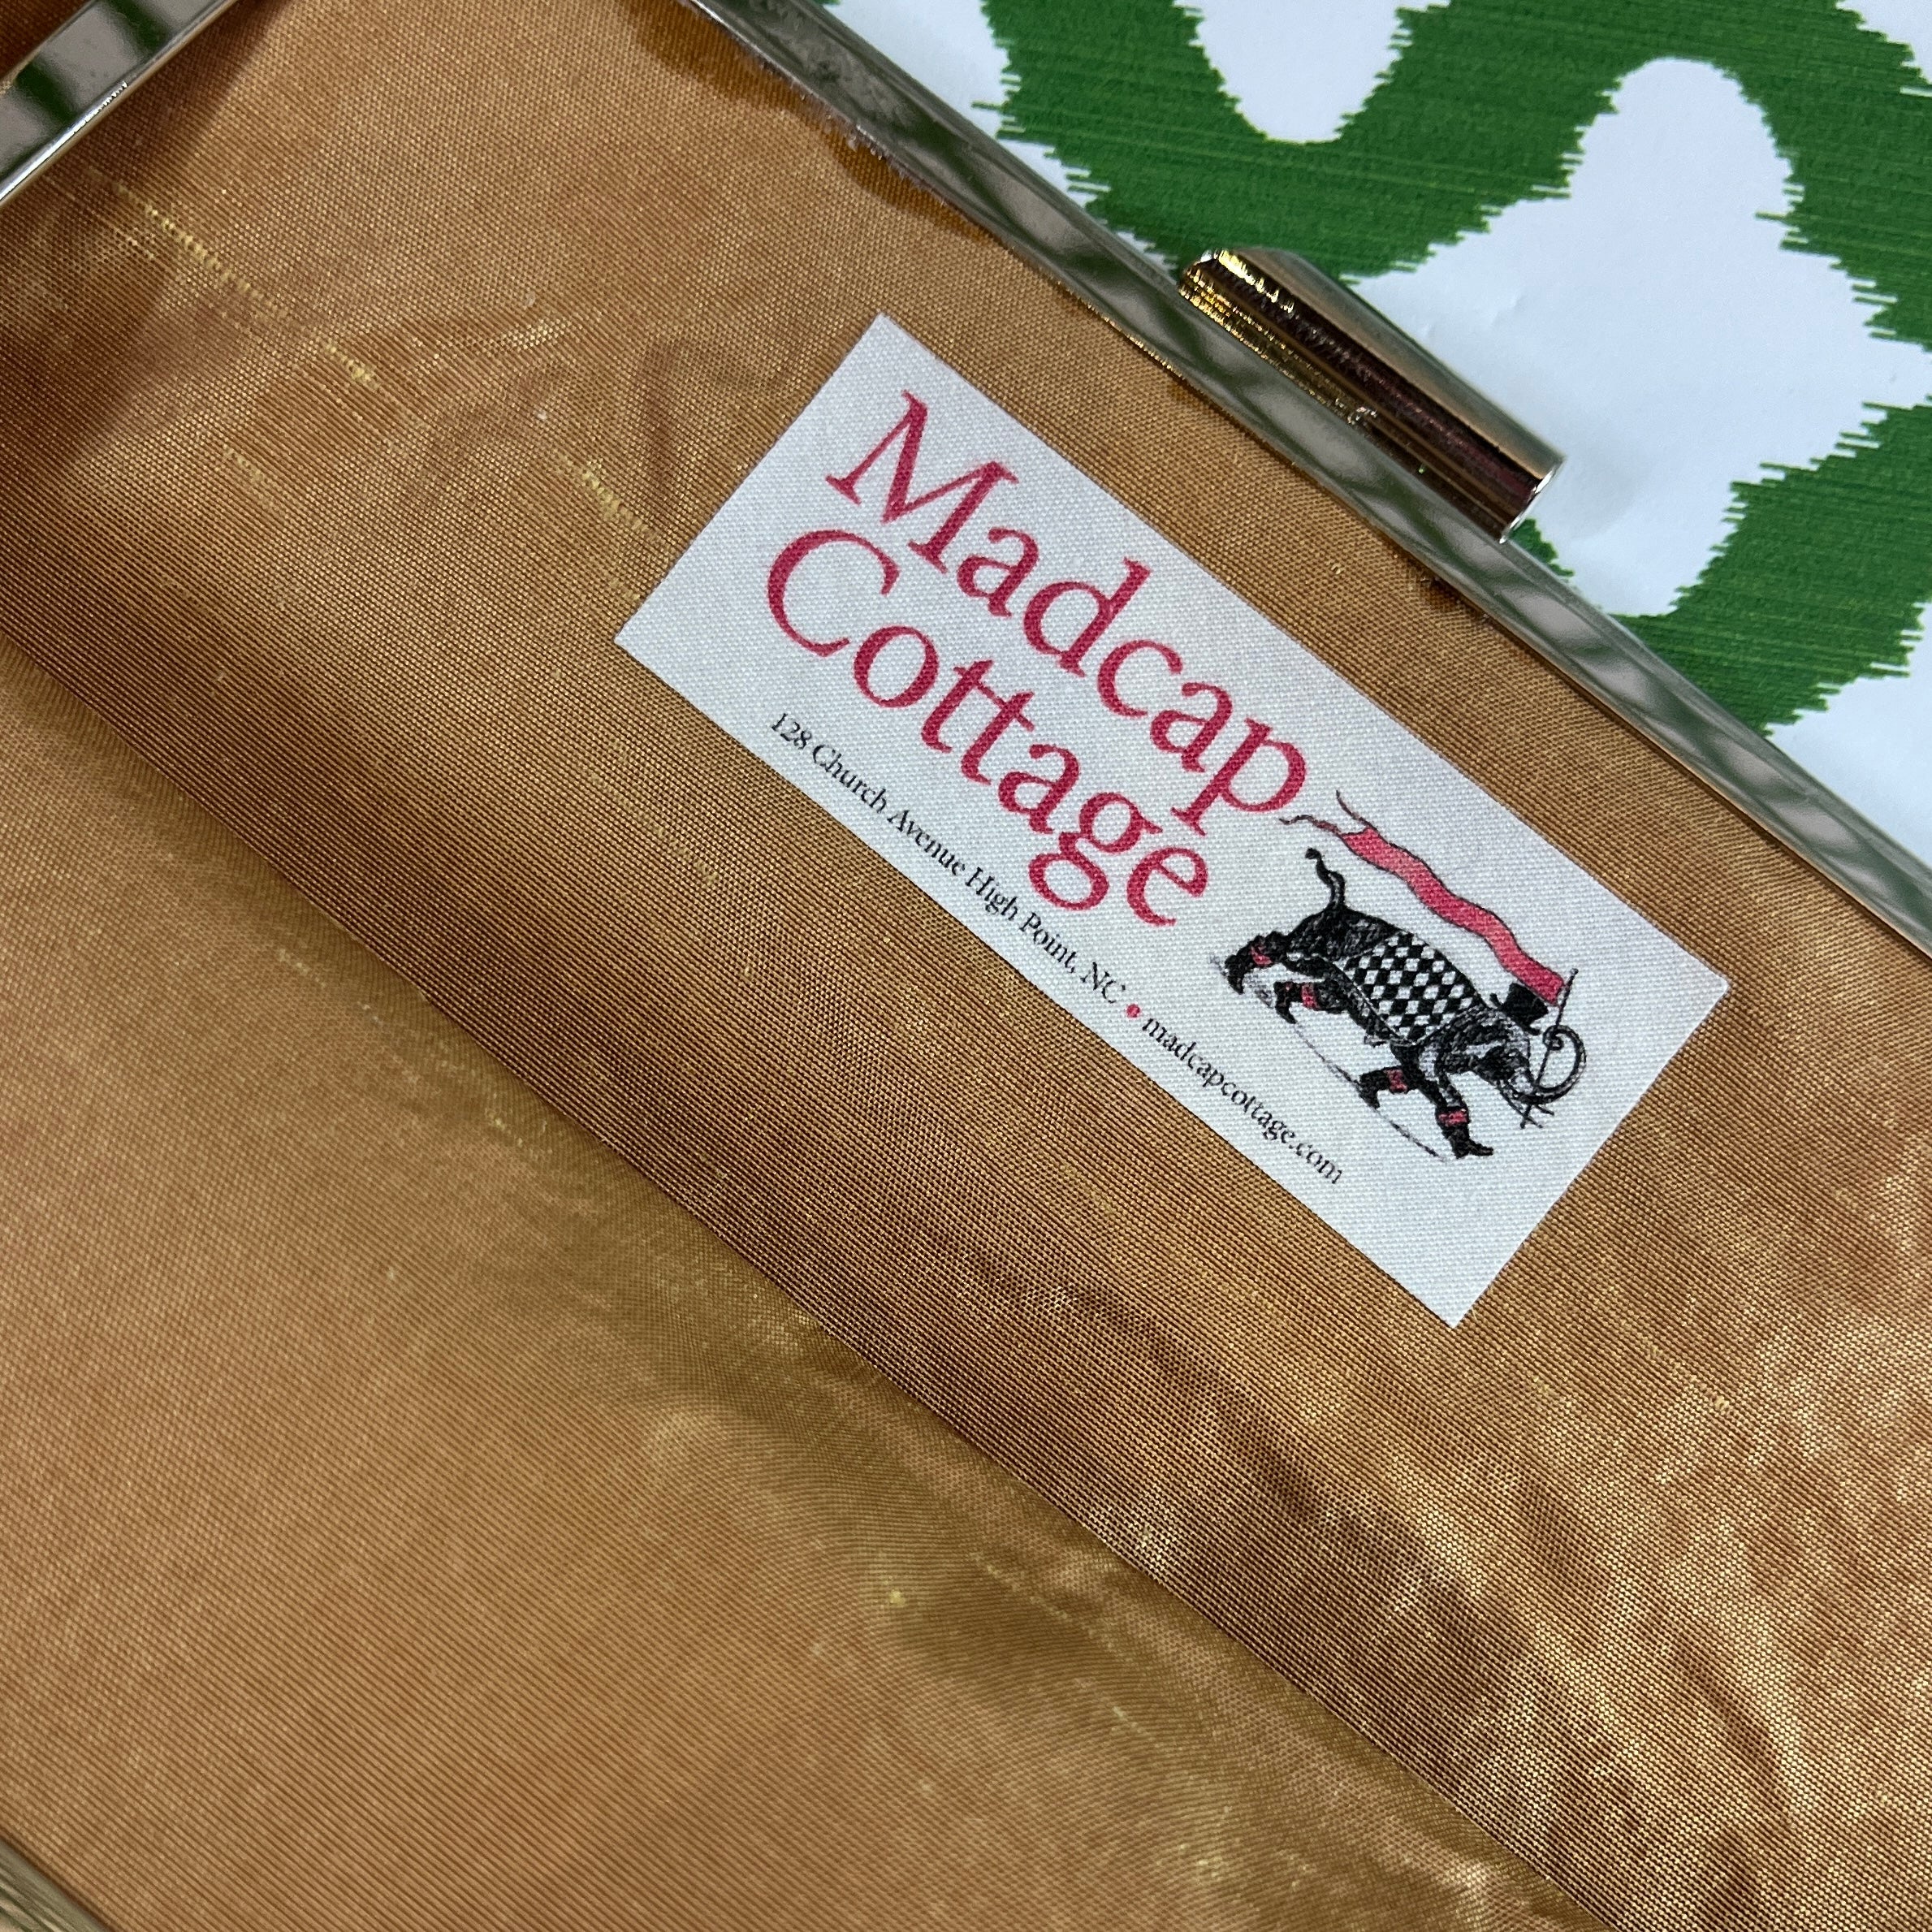 Madcap
Cottage
128 Church Avenue High Point, NC • madcapcottage.com